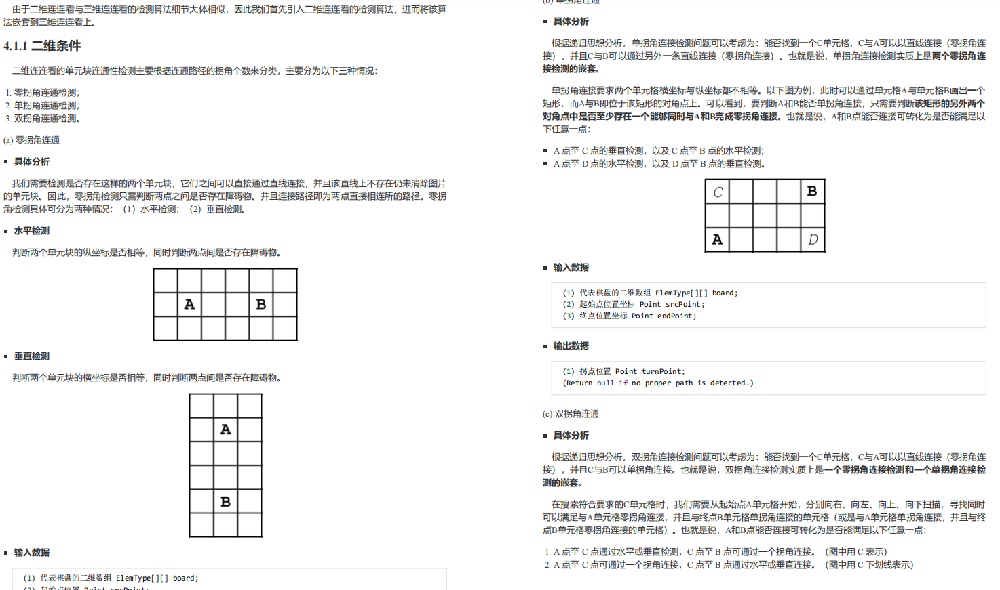 由于二维连连看与三维连连看的检测算法细节大体相似，因此我们首先引入二维连连看的检测算法，进而将该算
法嵌套到三维连连看上。
4.1.1 二维条件
二维连连看的单元块连通性检测主要根据连通路径的拐角个数来分类，主要分为以下三种情况：
1. 零拐角连通检测；
2. 单拐角连通检测；
3. 双拐角连通检测。
(a) 零拐角连通
▪ 具体分析
我们需要检测是否存在这样的两个单元块，它们之间可以直接通过直线连接，并且该直线上不存在仍未消除图片
的单元块。因此，零拐角检测只需判断两点之间是否存在障碍物。并且连接路径即为两点直接相连所的路径。零拐
角检测具体可分为两种情况：（1）水平检测；（2）垂直检测。
▪ 水平检测
判断两个单元块的纵坐标是否相等，同时判断两点间是否存在障碍物。
A B
▪ 垂直检测
判断两个单元块的横坐标是否相等，同时判断两点间是否存在障碍物。
A
B
▪ 输入数据
(1) 代表棋盘的二维数组 ElemType[][] board;
(2) 起始点位置 Point srcPoint;
(b) 单拐角连通
▪ 具体分析
根据递归思想分析，单拐角连接检测问题可以考虑为：能否找到一个C单元格，C与A可以以直线连接（零拐角连
接），并且C与B可以通过另外一条直线连接（零拐角连接）。也就是说，单拐角连接检测实质上是两个零拐角连
接检测的嵌套。
单拐角连接要求两个单元格横坐标与纵坐标都不相等。以下图为例，此时可以通过单元格A与单元格B画出一个
矩形，而A与B即位于该矩形的对角点上。可以看到，要判断A和B能否单拐角连接，只需要判断该矩形的另外两个
对角点中是否至少存在一个能够同时与A和B完成零拐角连接。也就是说，A和B点能否连接可转化为是否能满足以
下任意一点：
▪ A 点至 C 点的垂直检测，以及 C 点至 B 点的水平检测；
▪ A 点至 D 点的水平检测，以及 D 点至 B 点的垂直检测。
C B
A D
▪ 输入数据
(1) 代表棋盘的二维数组 ElemType[][] board;
(2) 起始点位置坐标 Point srcPoint;
(3) 终点位置坐标 Point endPoint;
▪ 输出数据
(1) 拐点位置 Point turnPoint;
(Return null if no proper path is detected.)
(c) 双拐角连通
▪ 具体分析
根据递归思想分析，双拐角连接检测问题可以考虑为：能否找到一个C单元格，C与A可以以直线连接（零拐角连
接），并且C与B可以单拐角连接。也就是说，双拐角连接检测实质上是一个零拐角连接检测和一个单拐角连接检
测的嵌套。
在搜索符合要求的C单元格时，我们需要从起始点A单元格开始，分别向右、向左、向上、向下扫描，寻找同时
可以满足与A单元格零拐角连接，并且与终点B单元格单拐角连接的单元格（或是与A单元格单拐角连接，并且与终
点B单元格零拐角连接的单元格）。也就是说，A和B点能否连接可转化为是否能满足以下任意一点：
1. A 点至 C 点通过水平或垂直检测，C 点至 B 点可通过一个拐角连接。（图中用 C 表示）
2. A 点至 C 点可通过一个拐角连接，C 点至 B 点通过水平或垂直连接。（图中用 C 下划线表示）